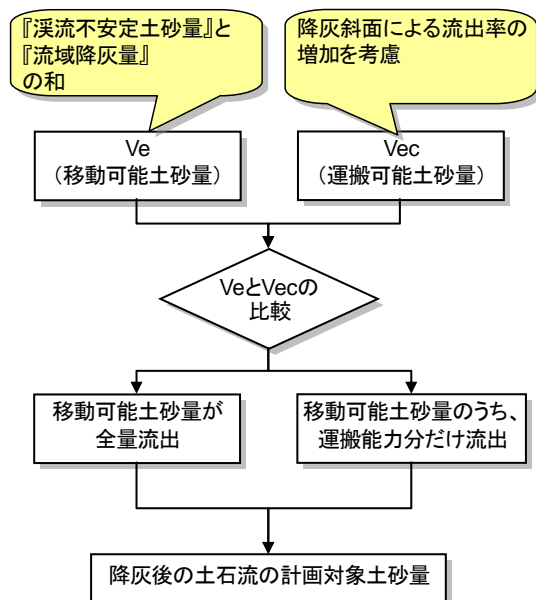 『渓流不安定土砂量』と
『流域降灰量』
の和
降灰斜面による流出率の
増加を考慮
Ve
（移動可能土砂量）
Vec
（運搬可能土砂量）
VeとVecの
比較
移動可能土砂量が
全量流出
移動可能土砂量のうち、
運搬能力分だけ流出
降灰後の土石流の計画対象土砂量